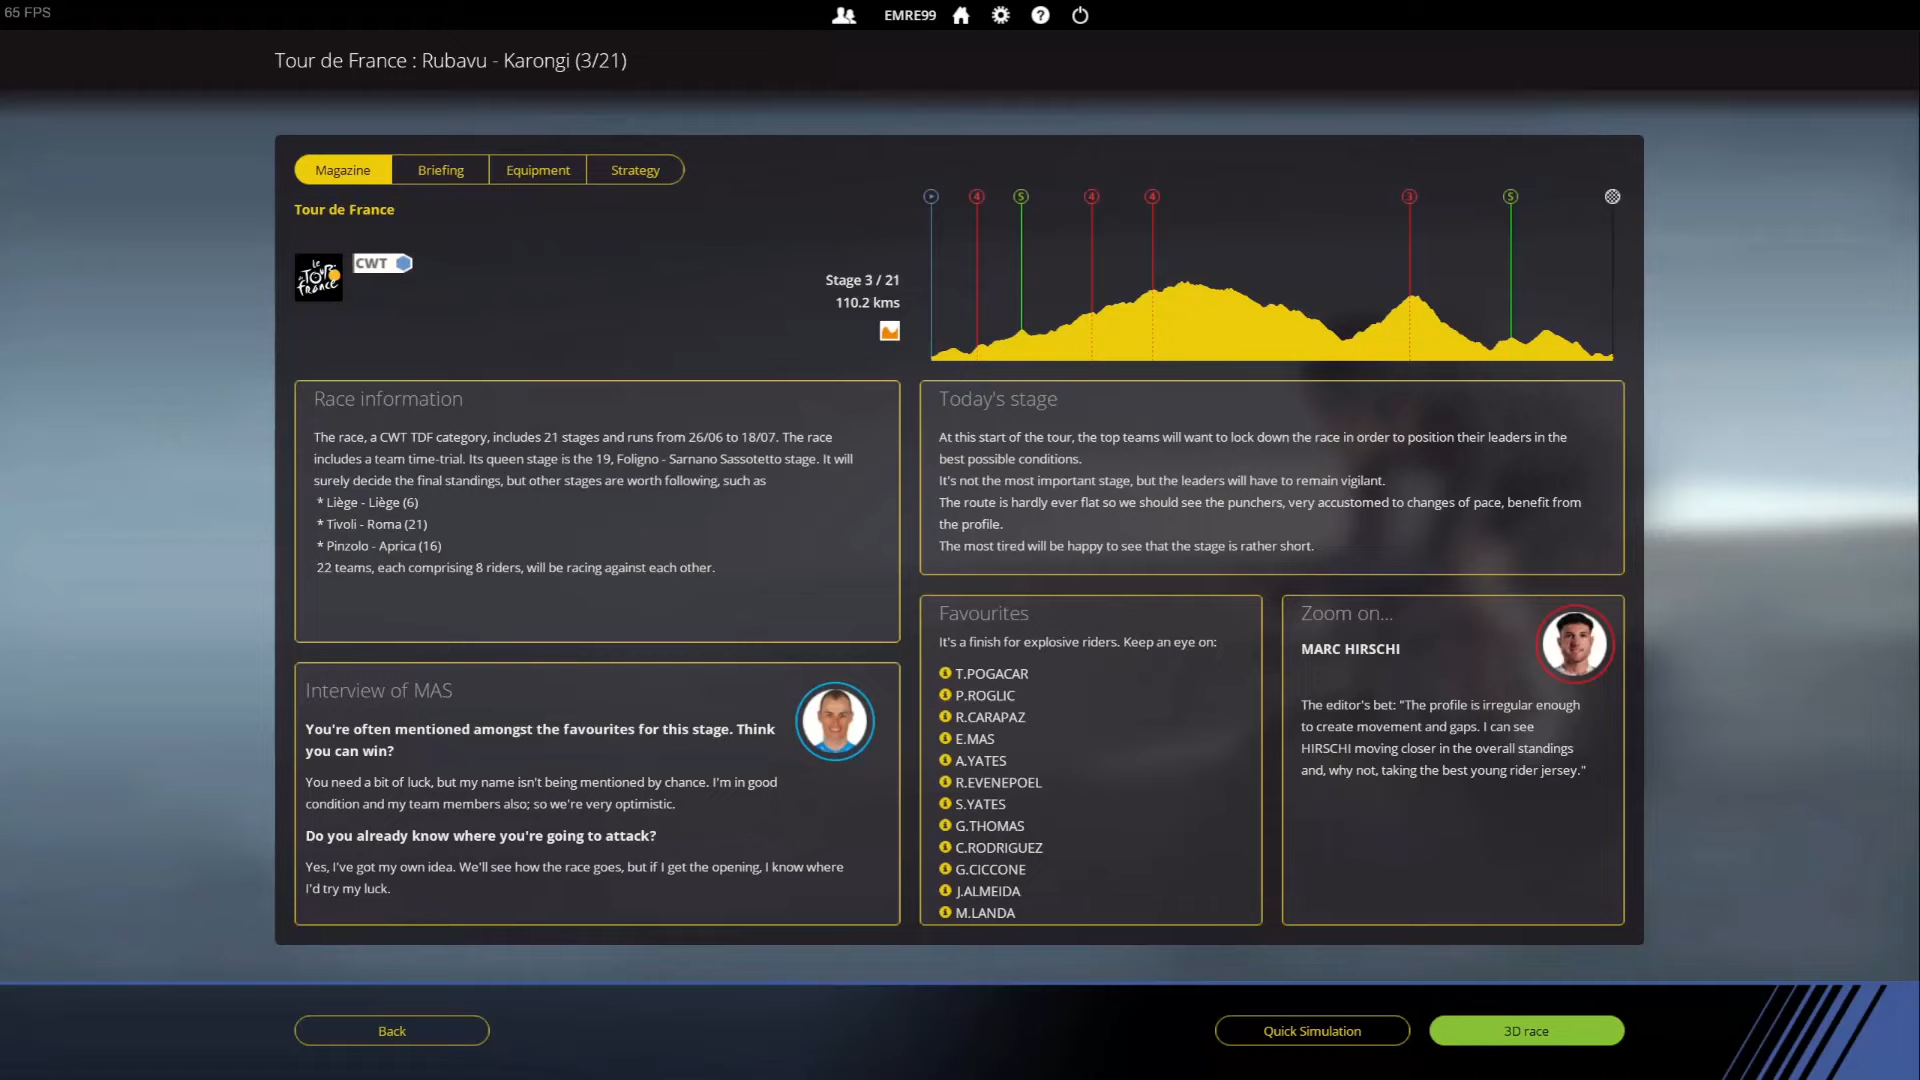 65 FPS
EMRE99
?
Tour de France : Rubavu - Karongi (3/21)
Magazine
Briefing
Equipment
Strategy
Tour de France
le TOUR de france
CWT
Stage 3 / 21
110.2 kms
4
S
4
4
3
S
Race information
The race, a CWT TDF category, includes 21 stages and runs from 26/06 to 18/07. The race
includes a team time-trial. Its queen stage is the 19, Foligno - Sarnano Sassotetto stage. It will
surely decide the final standings, but other stages are worth following, such as
* Liège - Liège (6)
* Tivoli - Roma (21)
* Pinzolo - Aprica (16)
22 teams, each comprising 8 riders, will be racing against each other.
Today's stage
At this start of the tour, the top teams will want to lock down the race in order to position their leaders in the
best possible conditions.
It's not the most important stage, but the leaders will have to remain vigilant.
The route is hardly ever flat so we should see the punchers, very accustomed to changes of pace, benefit from
the profile.
The most tired will be happy to see that the stage is rather short.
Interview of MAS
You're often mentioned amongst the favourites for this stage. Think
you can win?
You need a bit of luck, but my name isn't being mentioned by chance. I'm in good
condition and my team members also; so we're very optimistic.
Do you already know where you're going to attack?
Yes, I've got my own idea. We'll see how the race goes, but if I get the opening, I know where
I'd try my luck.
Favourites
It's a finish for explosive riders. Keep an eye on:
T.POGACAR
P.ROGLIC
R.CARAPAZ
E.MAS
A.YATES
R.EVENEPOEL
S.YATES
G.THOMAS
C.RODRIGUEZ
G.CICCONE
J.ALMEIDA
M.LANDA
Zoom on...
MARC HIRSCHI
The editor's bet: "The profile is irregular enough
to create movement and gaps. I can see
HIRSCHI moving closer in the overall standings
and, why not, taking the best young rider jersey."
Back
Quick Simulation
3D race